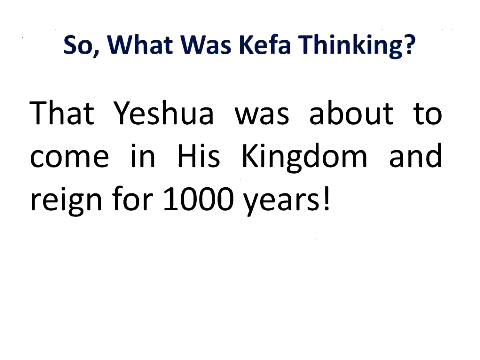 So, What Was Kefa Thinking?
That Yeshua was about to
come in His Kingdom and
reign for 1000 years!